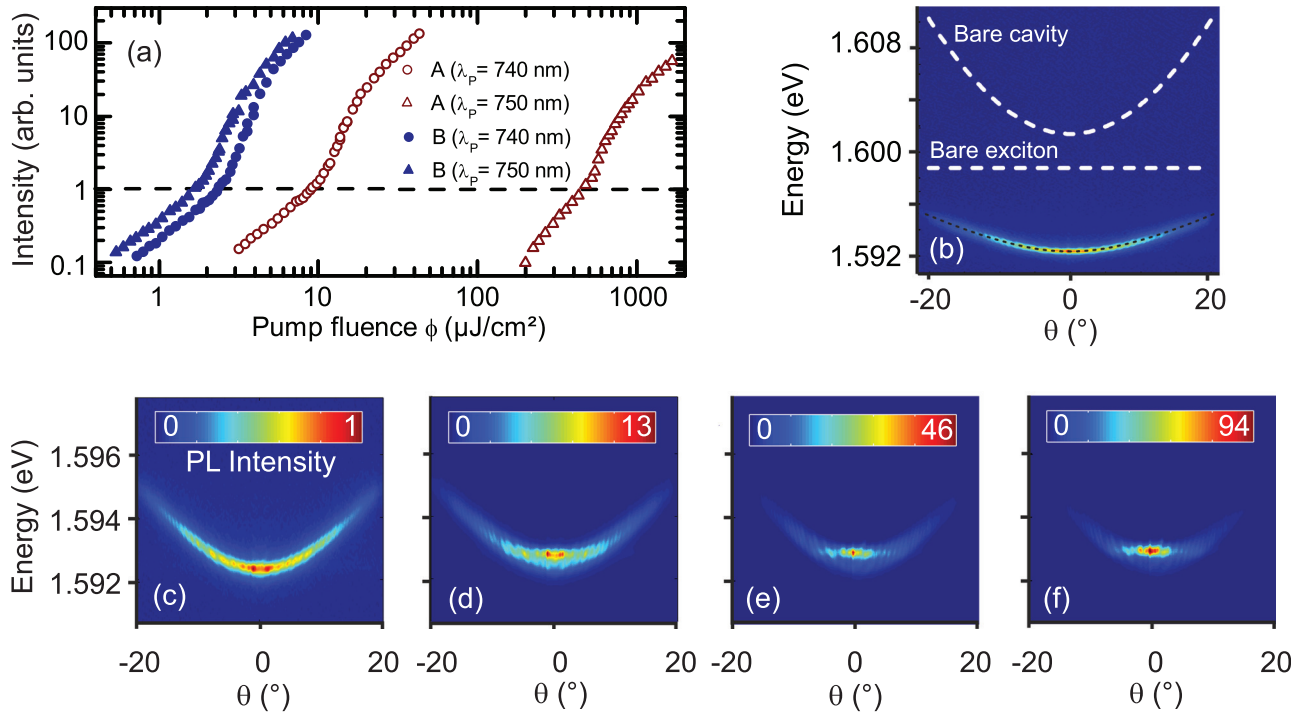 (a)
Intensity (arb. units)
100
10
1
0.1
A (λP= 740 nm)
A (λP= 750 nm)
B (λP= 740 nm)
B (λP= 750 nm)
1
10
100
1000
Pump fluence ϕ (µJ/cm²)
Energy (eV)
1.608
1.600
1.592
Bare cavity
Bare exciton
(b)
-20
0
20
θ (°)
Energy (eV)
1.596
1.594
1.592
0
1
PL Intensity
(c)
-20
0
20
θ (°)
0
13
(d)
-20
0
20
θ (°)
0
46
(e)
-20
0
20
θ (°)
0
94
(f)
-20
0
20
θ (°)